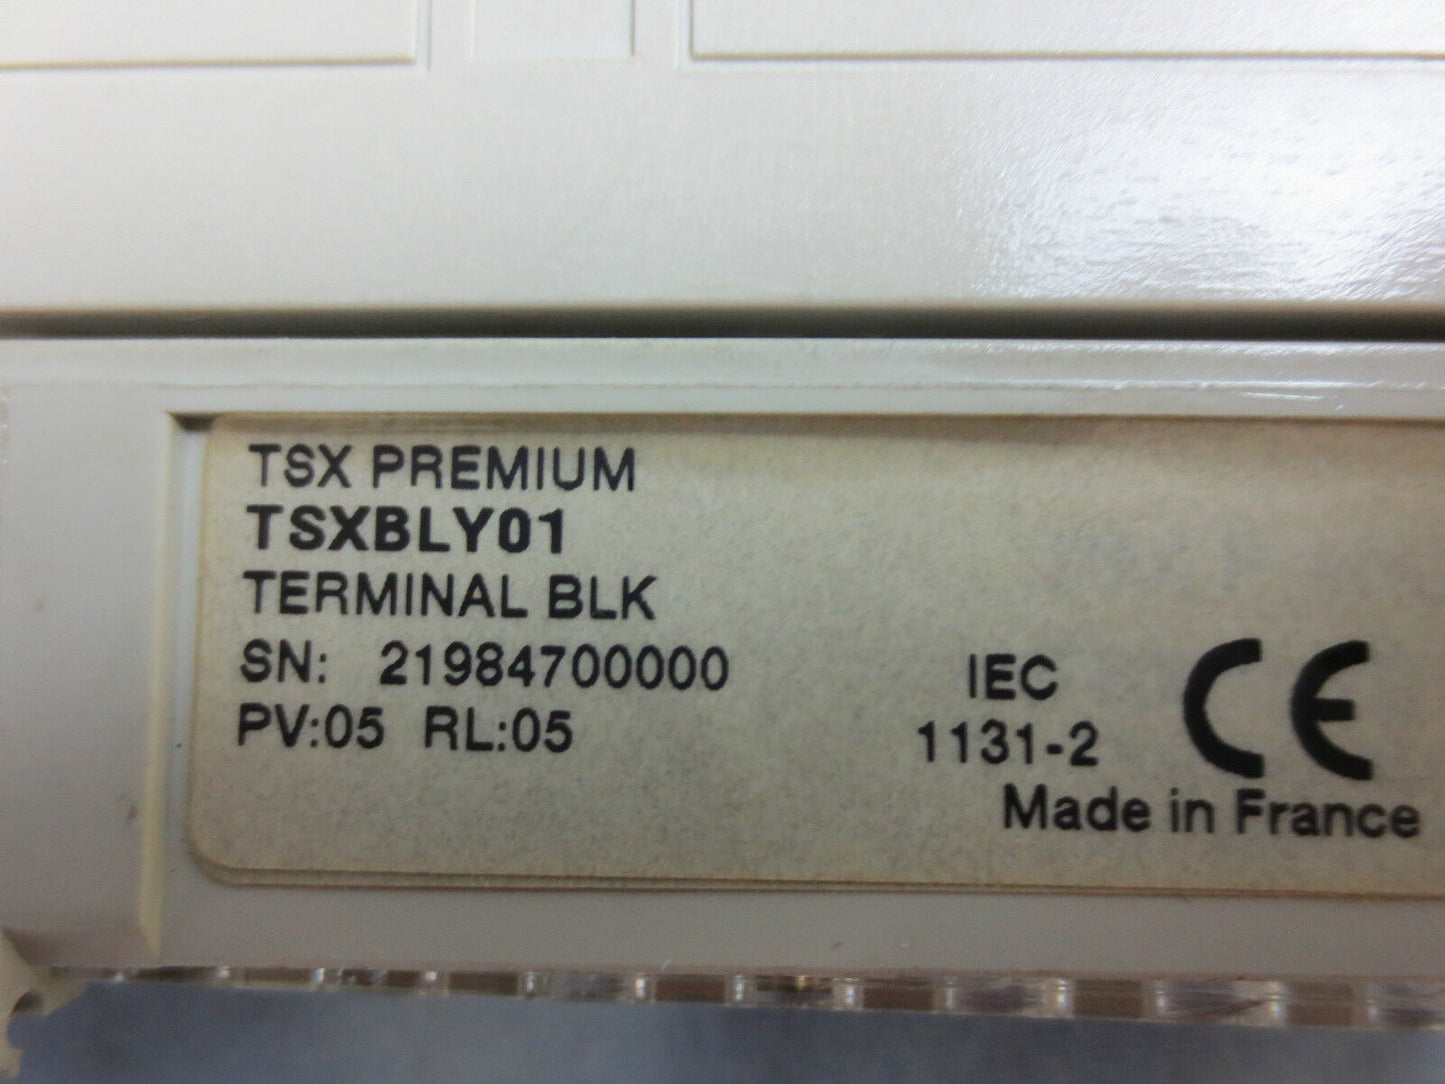 TSX PREMIUM
TSXBLY01
TERMINAL BLK
SN: 21984700000
PV:05 RL:05
IEC
1131-2
CE
Made in France